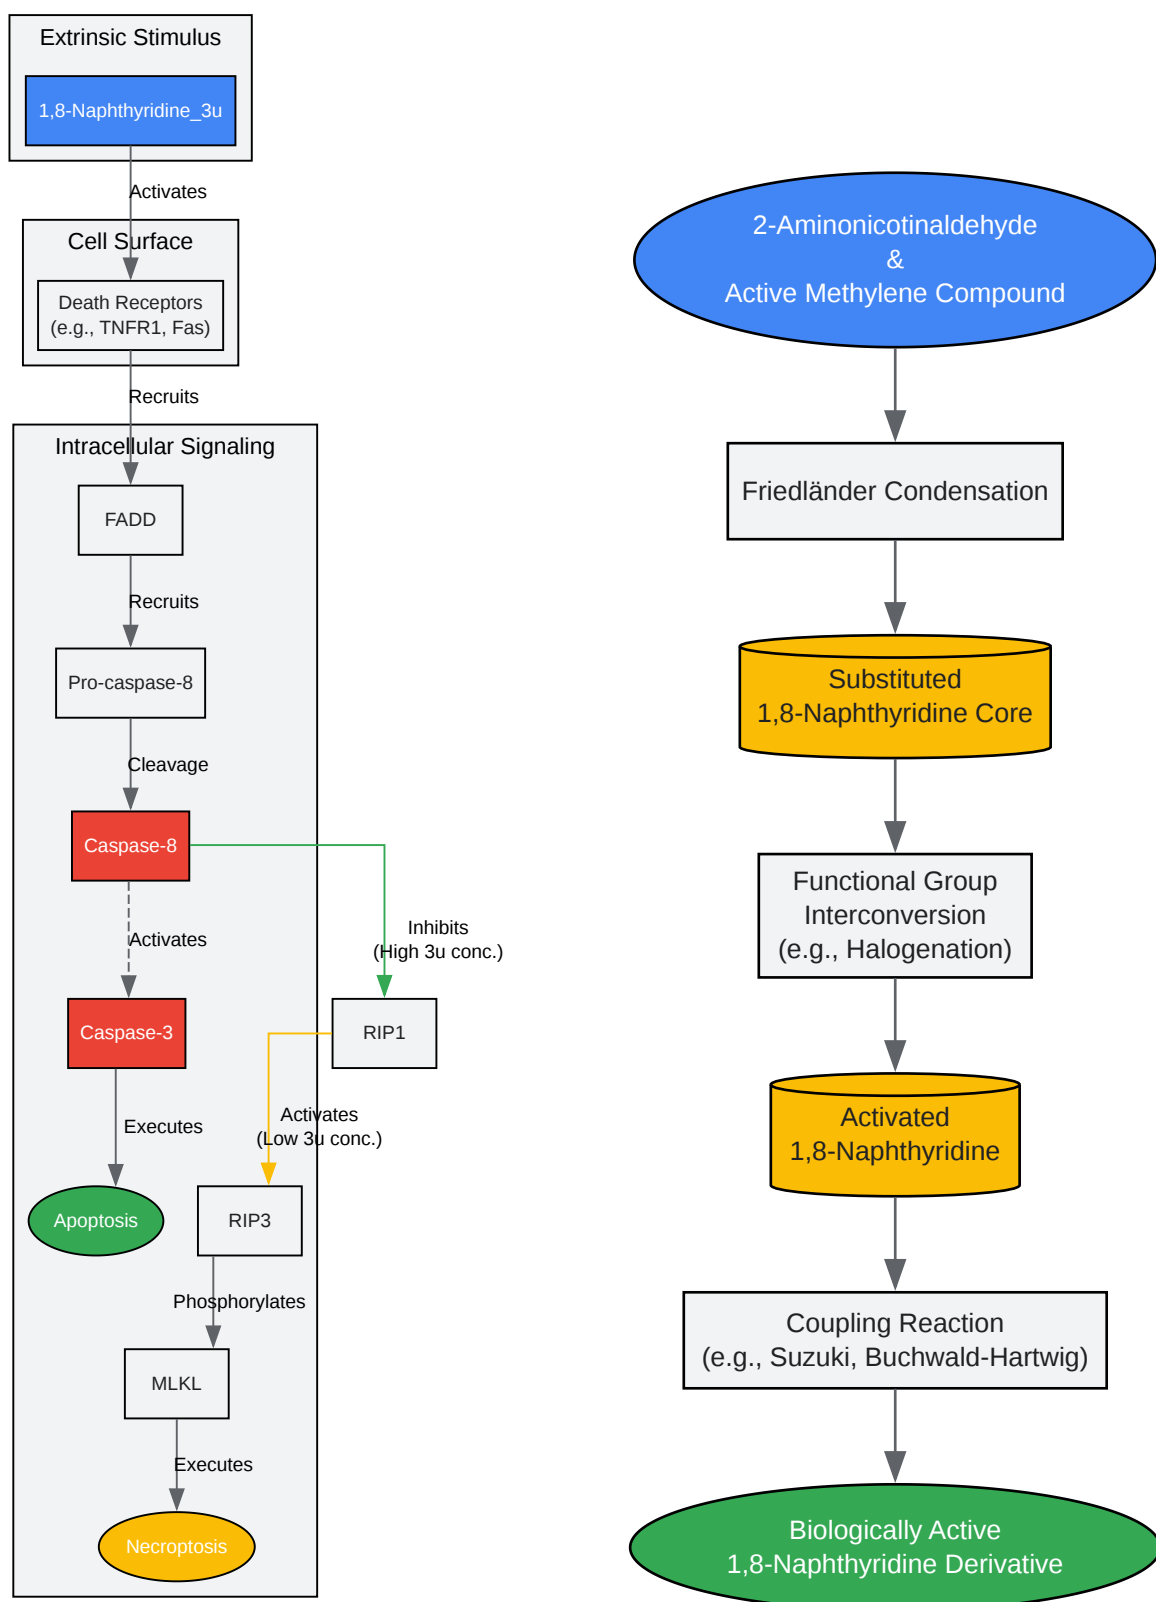 Extrinsic Stimulus
1,8-Naphthyridine_3u
Activates
Cell Surface
Death Receptors
(e.g., TNFR1, Fas)
Recruits
Intracellular Signaling
FADD
Recruits
Pro-caspase-8
Cleavage
Caspase-8
Activates
Inhibits
(High 3u conc.)
Caspase-3
RIP1
Executes
Activates
(Low 3u conc.)
Apoptosis
RIP3
Phosphorylates
MLKL
Executes
Necroptosis
2-Aminonicotinaldehyde
&
Active Methylene Compound
Friedländer Condensation
Substituted
1,8-Naphthyridine Core
Functional Group
Interconversion
(e.g., Halogenation)
Activated
1,8-Naphthyridine
Coupling Reaction
(e.g., Suzuki, Buchwald-Hartwig)
Biologically Active
1,8-Naphthyridine Derivative